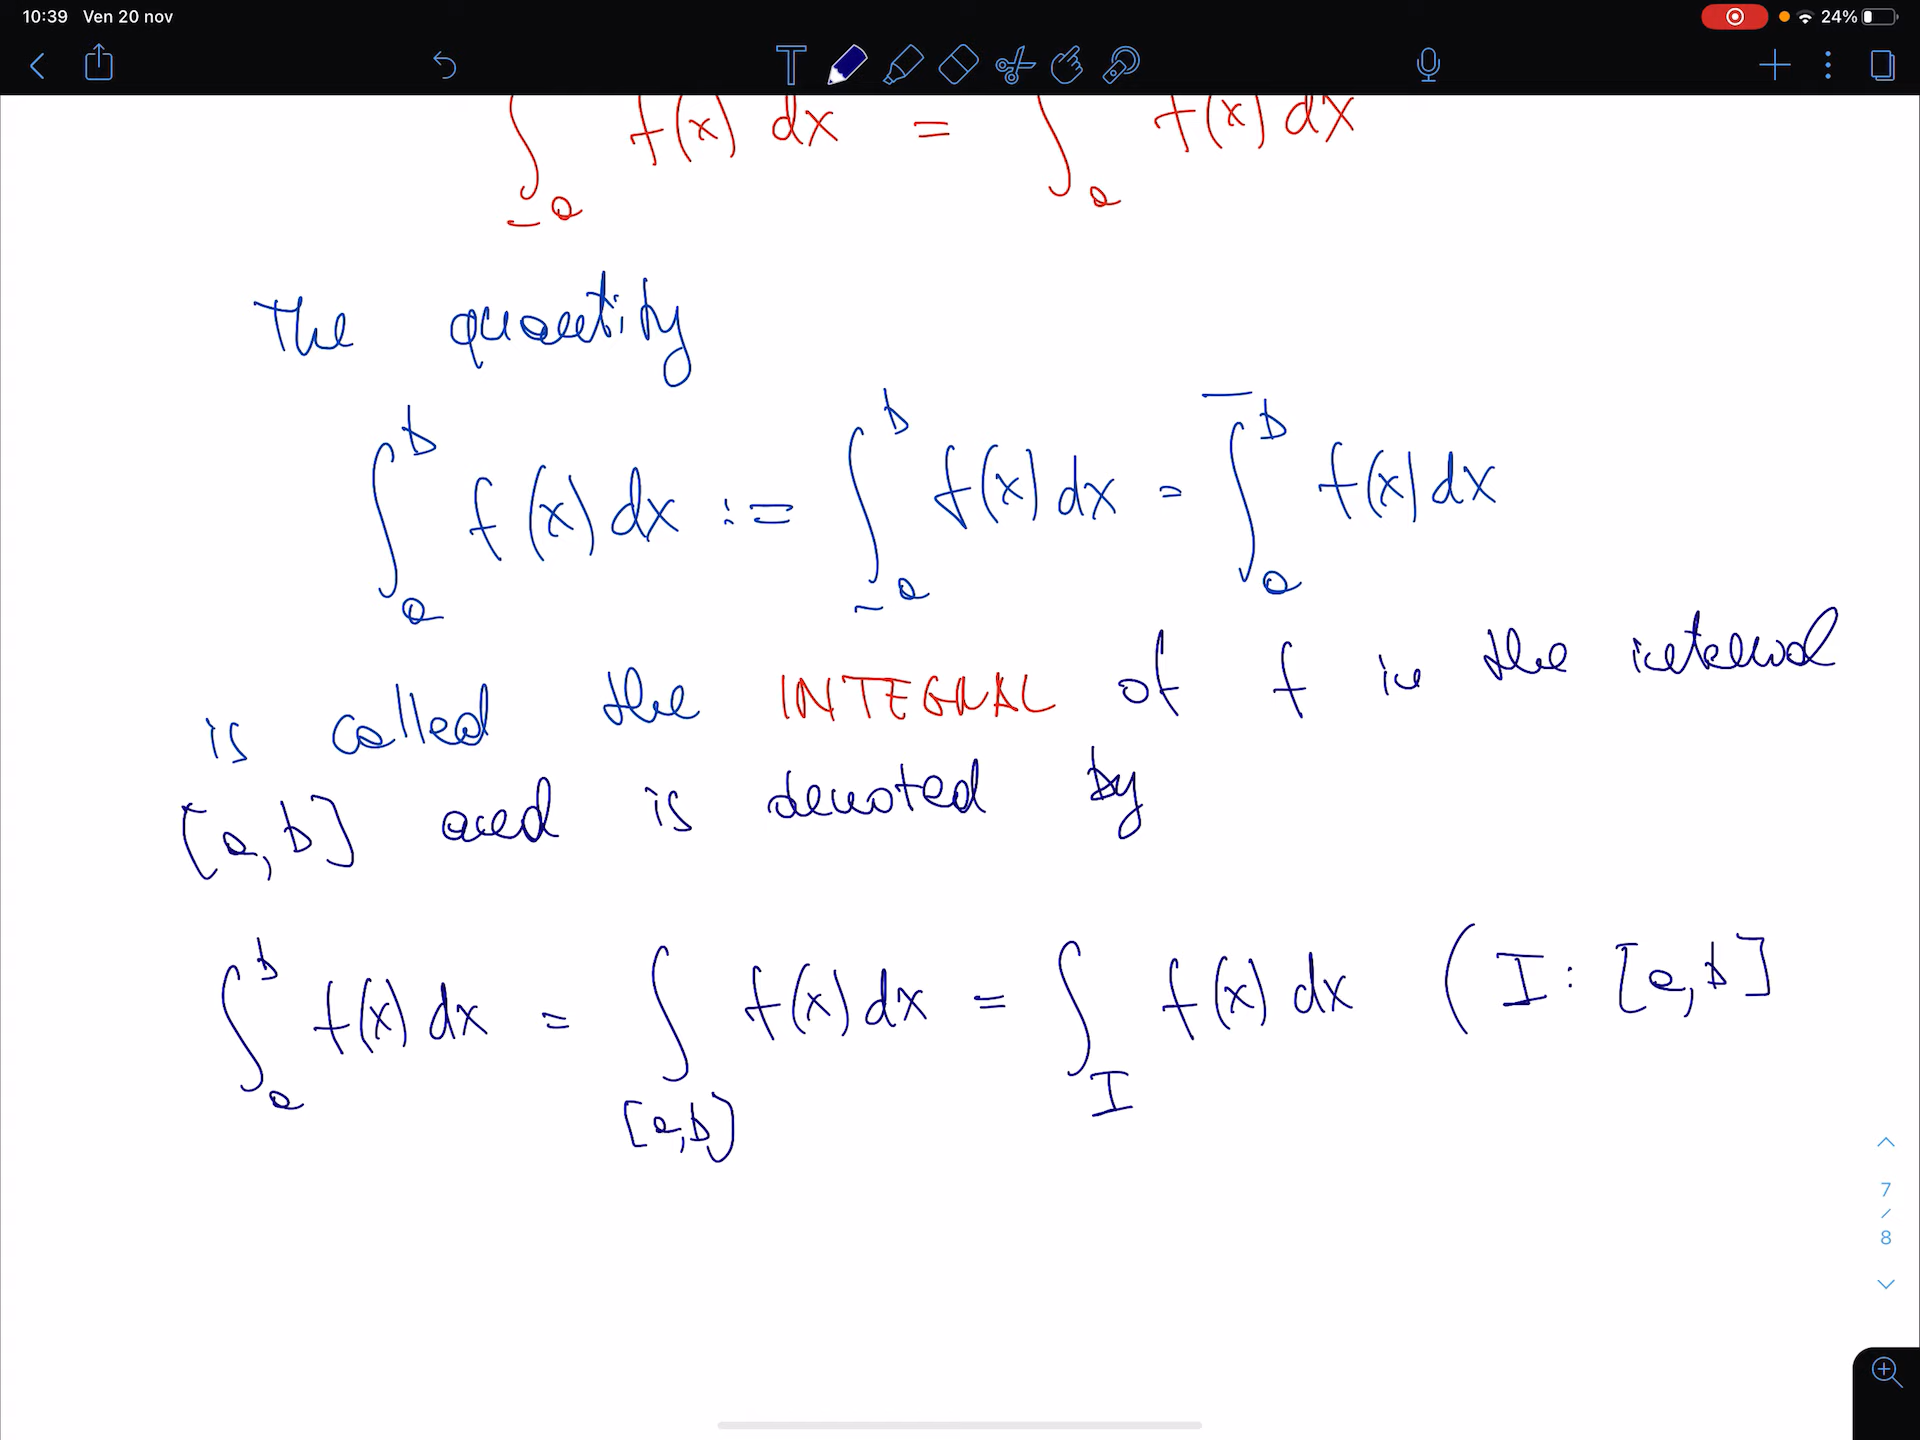 10:39 Ven 20 nov 24%
∫_{-a} f(x) dx = ∫_a f(x) dx
The quantity
∫_a^b f(x) dx := ∫_{-a}^b f(x) dx = ‾∫_a^b f(x) dx
is called the INTEGRAL of f in the interval
[a, b] and is denoted by
∫_a^b f(x) dx = ∫_{[a,b]} f(x) dx = ∫_I f(x) dx ( I : [a, b]
7
/
8